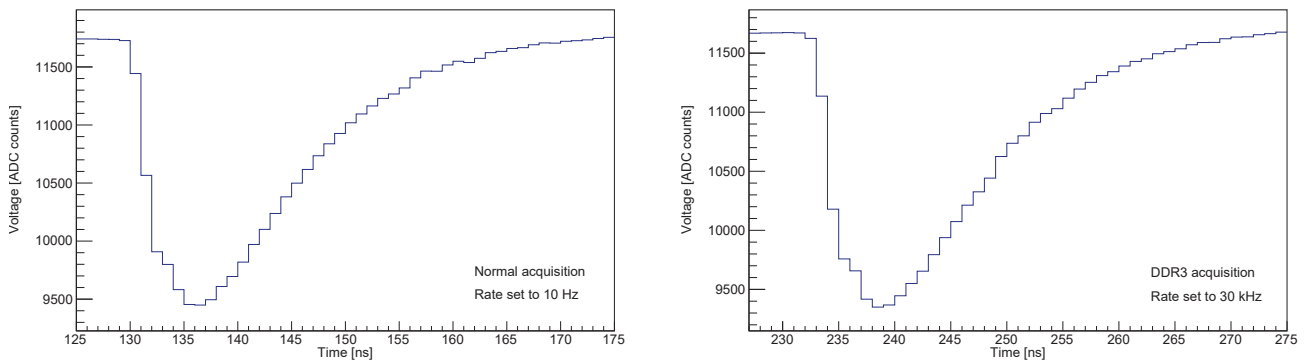 Voltage [ADC counts]
11500
11000
10500
10000
9500
125 130 135 140 145 150 155 160 165 170 175
Time [ns]
Normal acquisition
Rate set to 10 Hz
Voltage [ADC counts]
11500
11000
10500
10000
9500
230 235 240 245 250 255 260 265 270 275
Time [ns]
DDR3 acquisition
Rate set to 30 kHz